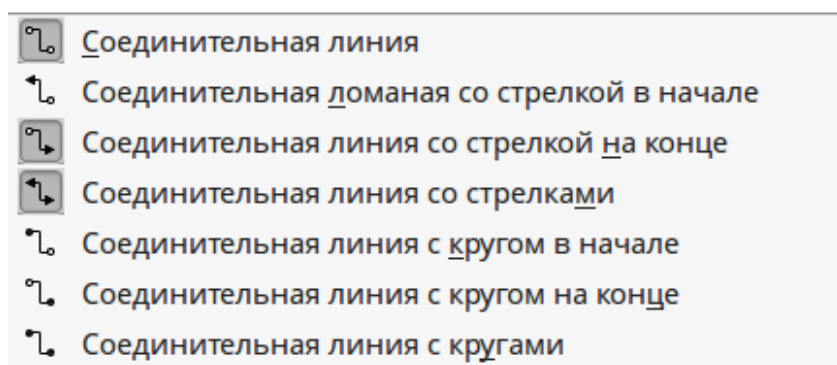 Соединительная линия
Соединительная ломаная со стрелкой в начале
Соединительная линия со стрелкой на конце
Соединительная линия со стрелками
Соединительная линия с кругом в начале
Соединительная линия с кругом на конце
Соединительная линия с кругами